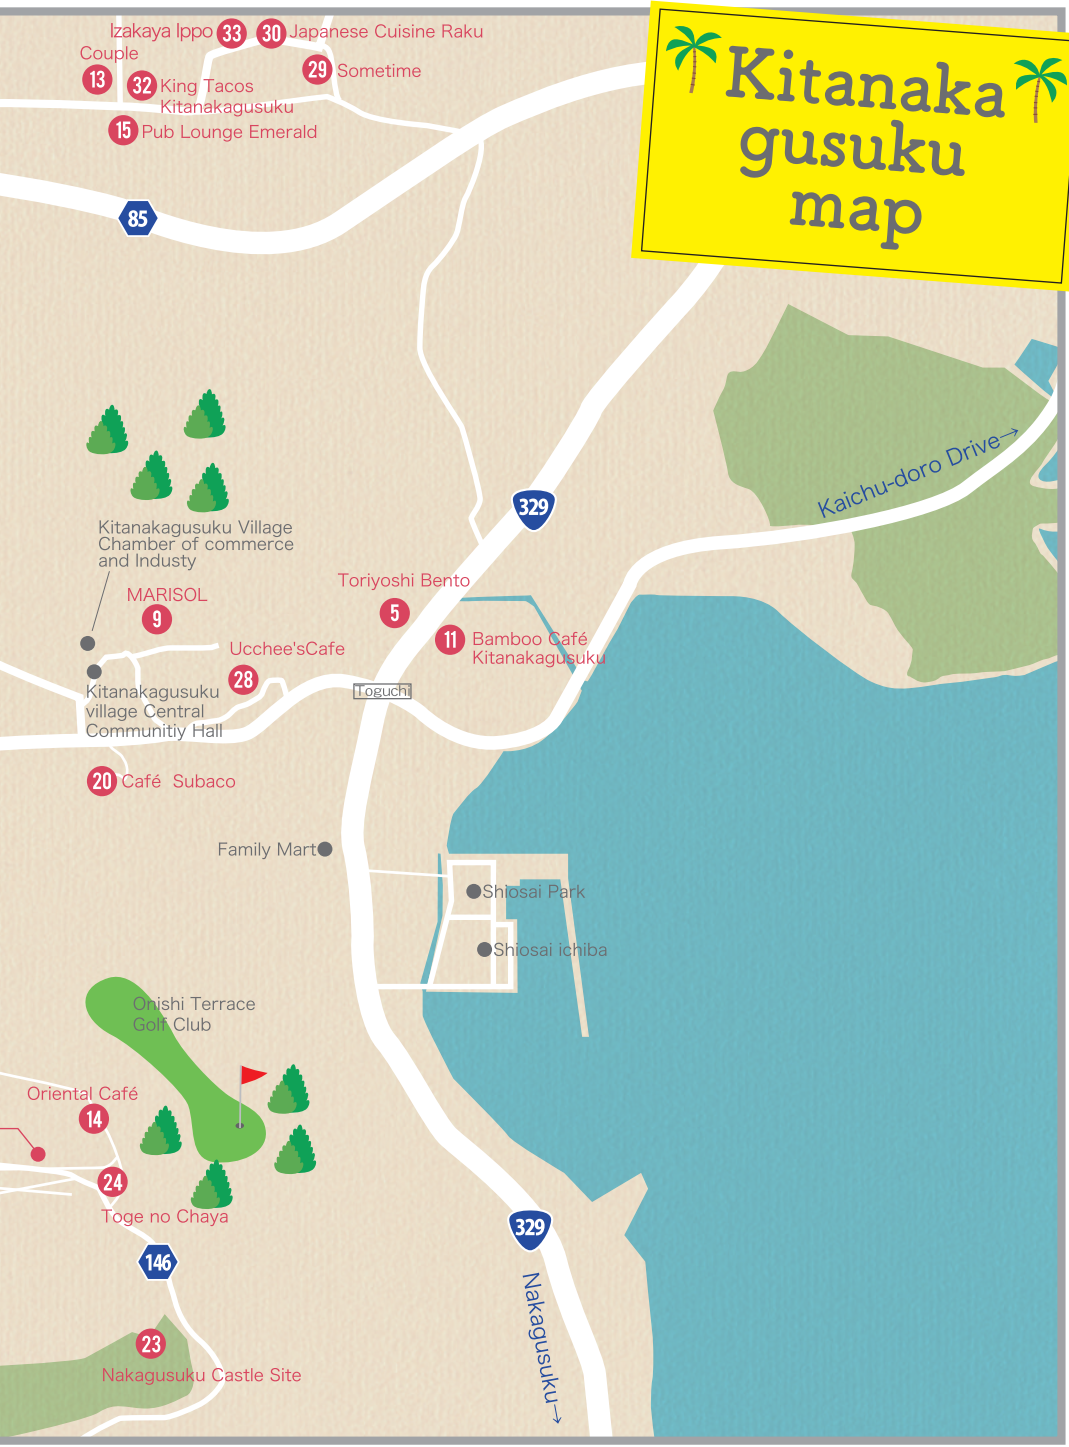 Kitanaka
gusuku
map
Izakaya Ippo 33
30 Japanese Cuisine Raku
Couple
13
32 King Tacos
Kitanakagusuku
29 Sometime
15 Pub Lounge Emerald
85
Kaichu-doro Drive→
329
Kitanakagusuku Village
Chamber of commerce
and Industy
MARISOL
9
Toriyoshi Bento
5
11 Bamboo Café
Kitanakagusuku
Ucchee'sCafe
28
Toguchi
Kitanakagusuku
village Central
Communitiy Hall
20 Café Subaco
Family Mart
Shiosai Park
Shiosai ichiba
Onishi Terrace
Golf Club
Oriental Café
14
24
Toge no Chaya
146
329
Nakagusuku→
23
Nakagusuku Castle Site